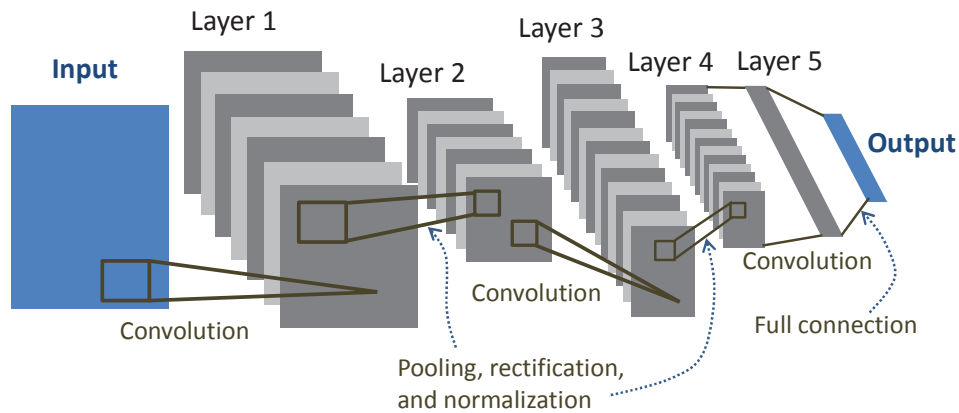 Layer 1
Input
Layer 2
Layer 3
Layer 4
Layer 5
Output
Convolution
Convolution
Convolution
Full connection
Pooling, rectification,
and normalization